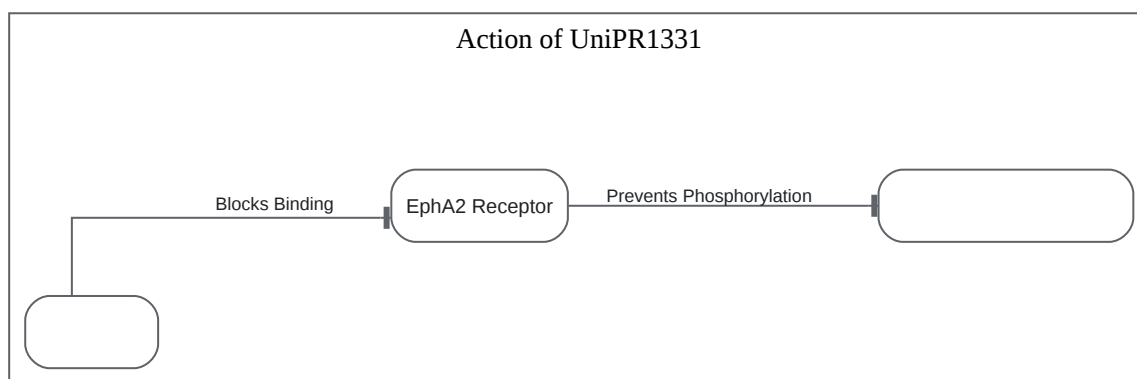 Action of UniPR1331
Blocks Binding
EphA2 Receptor
Prevents Phosphorylation